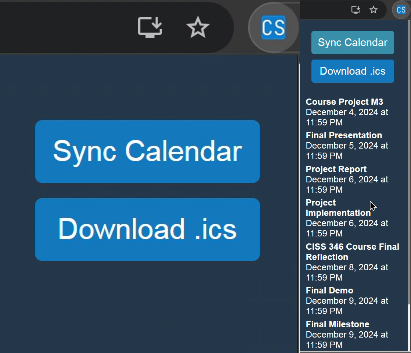 CS
Sync Calendar
Download .ics
CS
Sync Calendar
Download .ics
Course Project M3
December 4, 2024 at
11:59 PM
Final Presentation
December 5, 2024 at
11:59 PM
Project Report
December 6, 2024 at
11:59 PM
Project
Implementation
December 6, 2024 at
11:59 PM
CISS 346 Course Final
Reflection
December 8, 2024 at
11:59 PM
Final Demo
December 9, 2024 at
11:59 PM
Final Milestone
December 9, 2024 at
11:59 PM